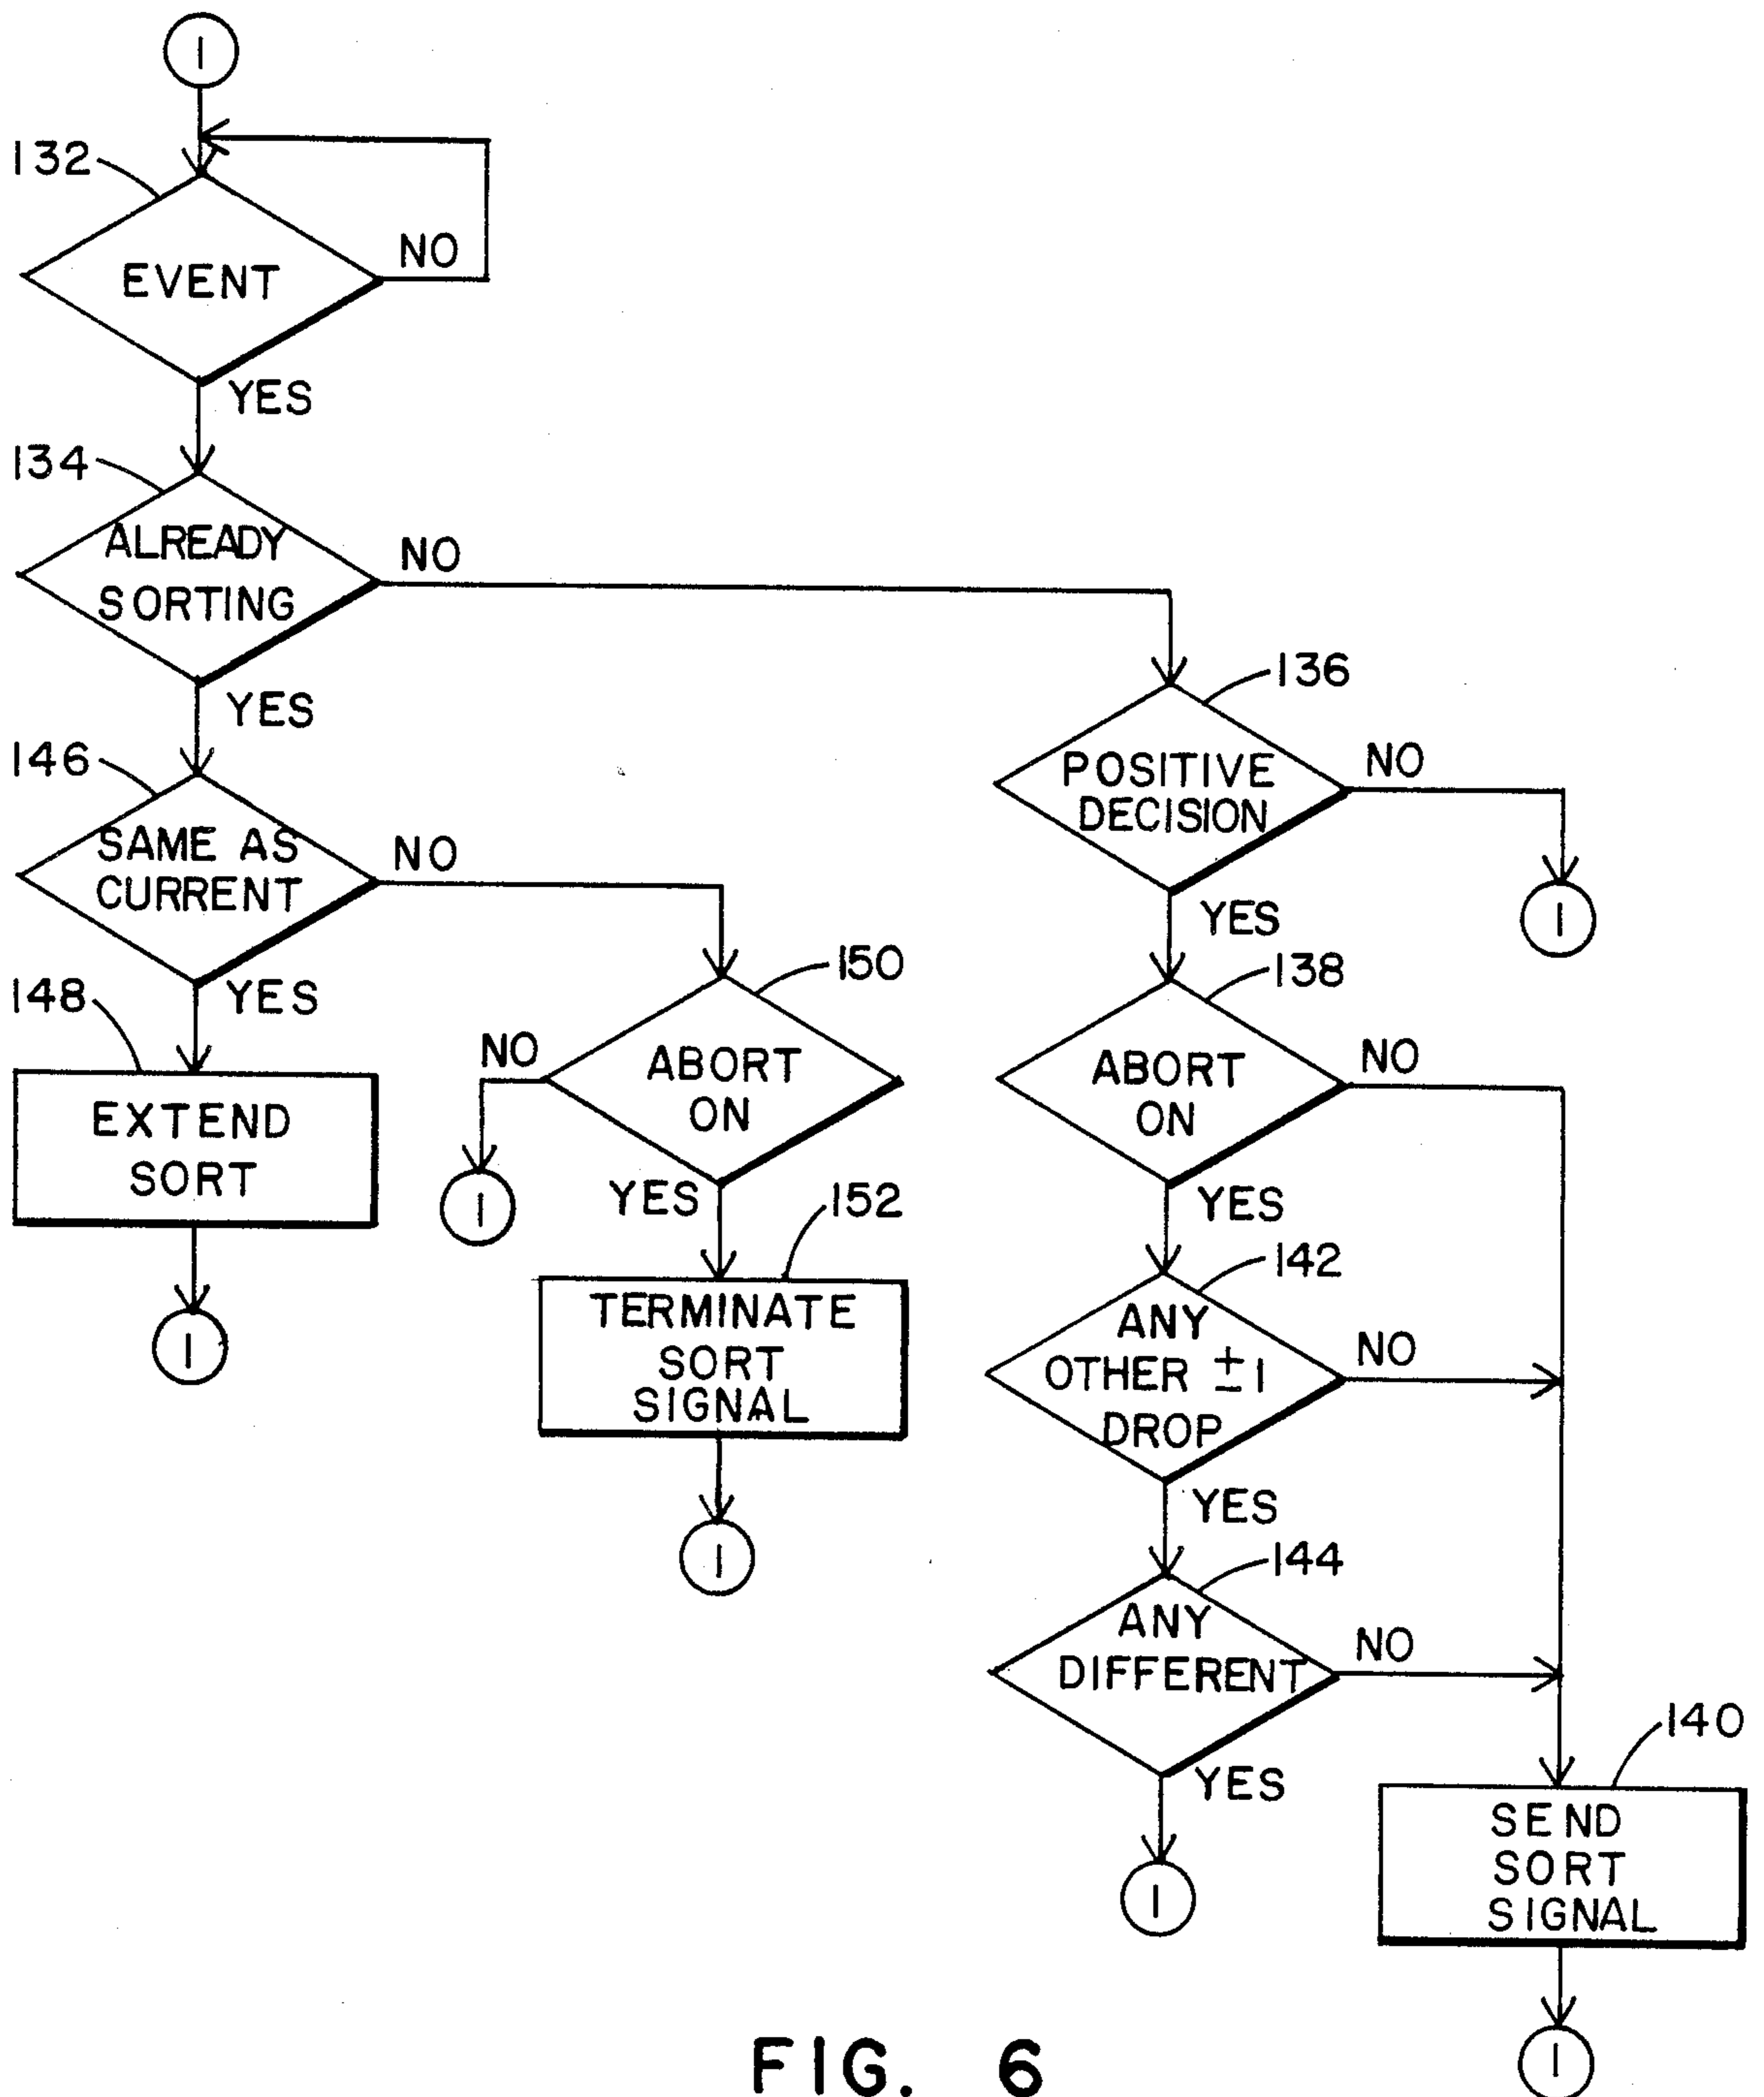 1
132
EVENT
NO
YES
134
ALREADY
SORTING
NO
YES
136
POSITIVE
DECISION
NO
1
YES
146
SAME AS
CURRENT
NO
YES
148
EXTEND
SORT
1
150
ABORT
ON
NO
1
YES
152
TERMINATE
SORT
SIGNAL
1
138
ABORT
ON
NO
YES
142
ANY
OTHER ±1
DROP
NO
YES
144
ANY
DIFFERENT
NO
YES
1
140
SEND
SORT
SIGNAL
1
FIG. 6